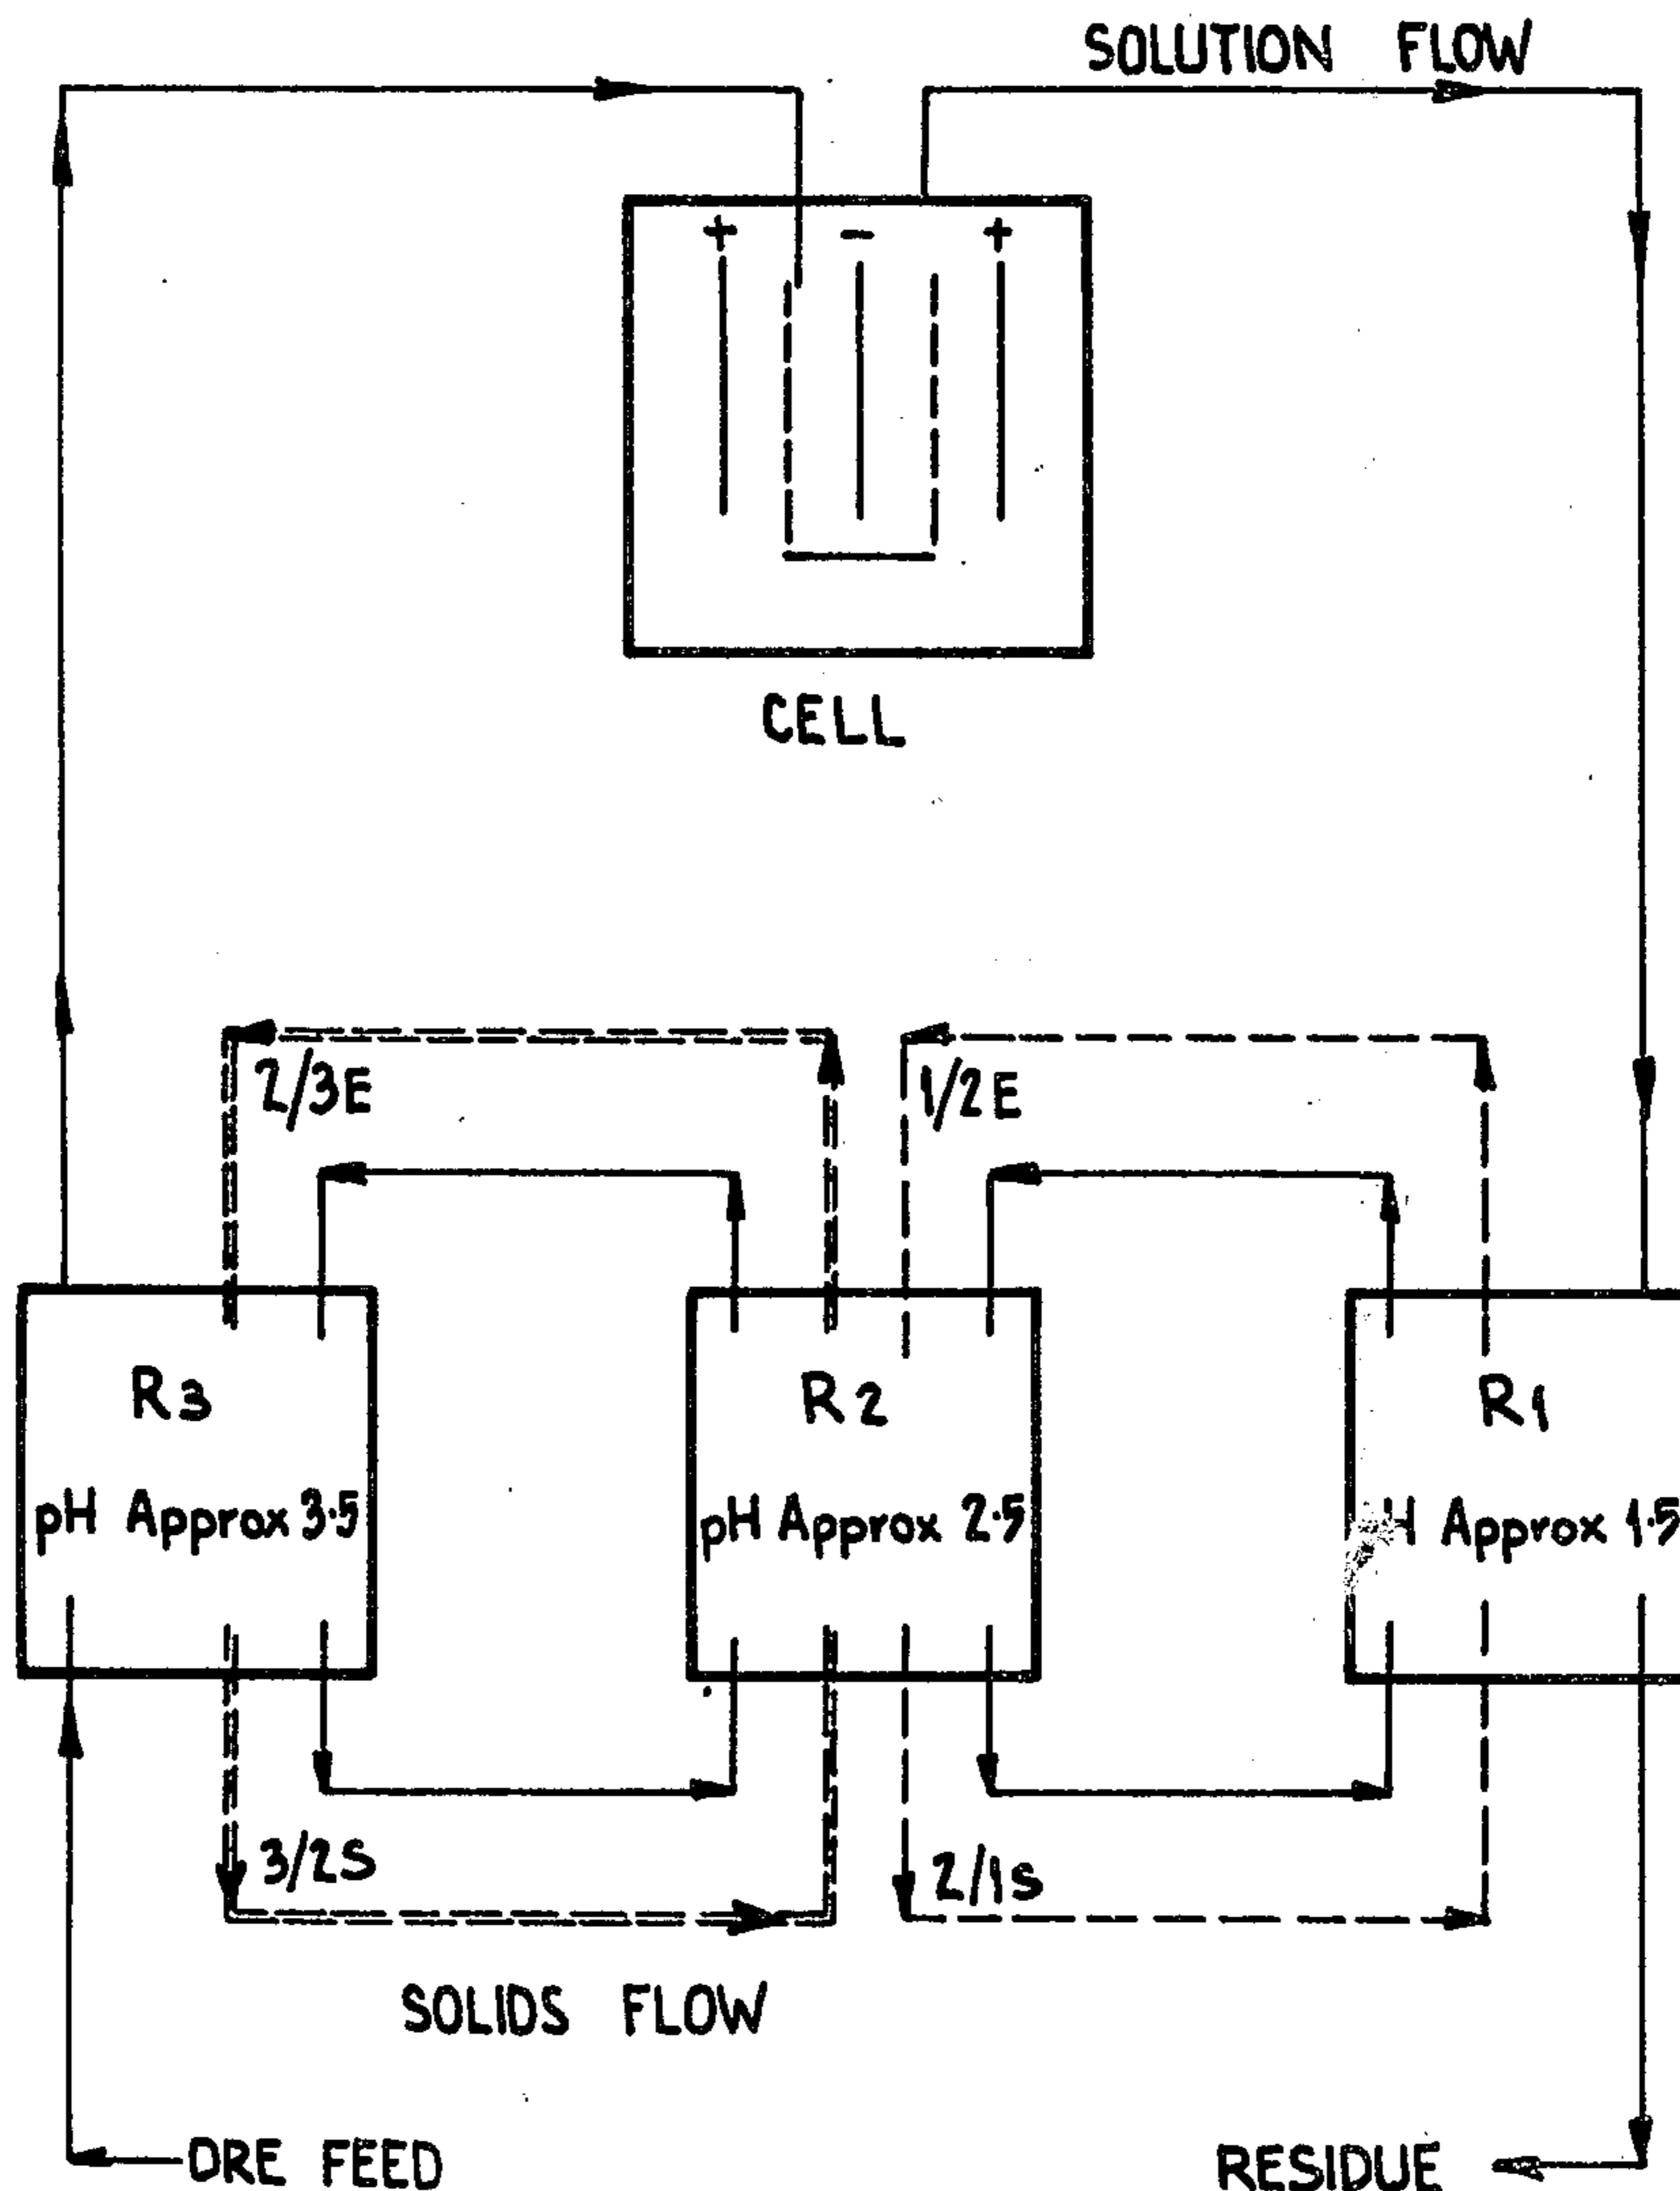 SOLUTION FLOW
+ - +
CELL
2/3E
1/2E
R3
R2
R1
pH Approx 3.5
pH Approx 2.5
H Approx 1.5
3/2S
2/1S
SOLIDS FLOW
ORE FEED
RESIDUE